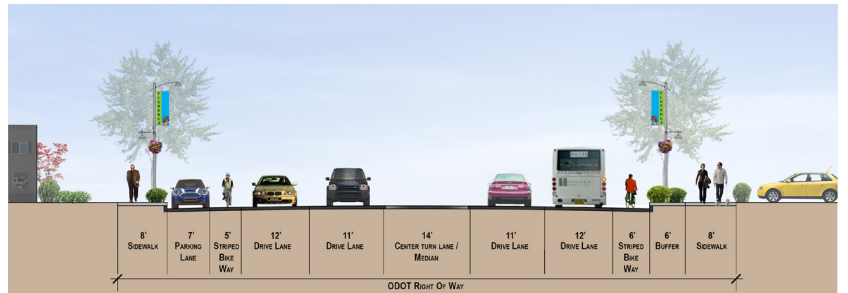 8'
SIDEWALK
7'
PARKING
LANE
5'
STRIPED
BIKE
WAY
12'
DRIVE LANE
11'
DRIVE LANE
14'
CENTER TURN LANE /
MEDIAN
11'
DRIVE LANE
12'
DRIVE LANE
6'
STRIPED
BIKE
WAY
6'
BUFFER
8'
SIDEWALK
ODOT RIGHT OF WAY